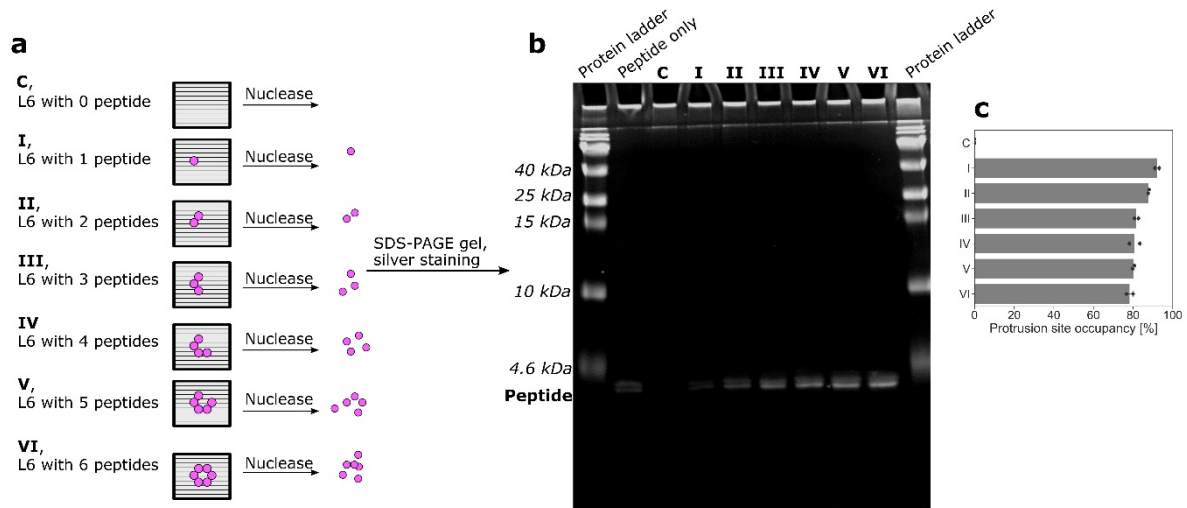 a
C,
L6 with 0 peptide
Nuclease
I,
L6 with 1 peptide
Nuclease
II,
L6 with 2 peptides
Nuclease
III,
L6 with 3 peptides
Nuclease
IV
L6 with 4 peptides
Nuclease
V,
L6 with 5 peptides
Nuclease
VI,
L6 with 6 peptides
Nuclease
SDS-PAGE gel,
silver staining
b
Protein ladder
Peptide only
C I II III IV V VI
Protein ladder
40 kDa
25 kDa
15 kDa
10 kDa
4.6 kDa
Peptide
c
C
I
II
III
IV
V
VI
0 20 40 60 80 100
Protrusion site occupancy [%]